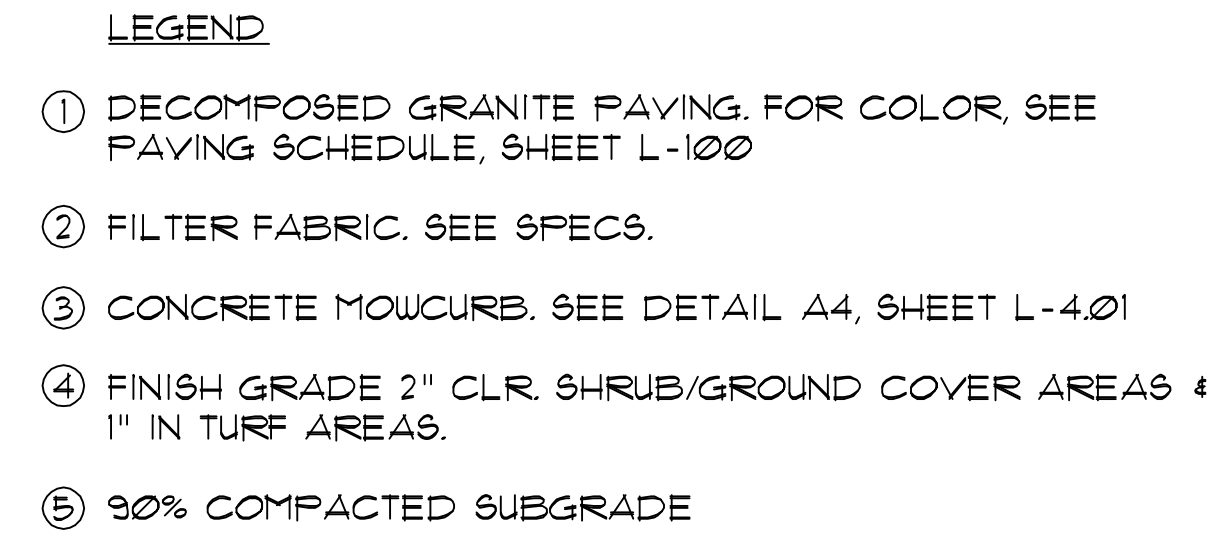 LEGEND
1 DECOMPOSED GRANITE PAVING. FOR COLOR, SEE
PAVING SCHEDULE, SHEET L-100
2 FILTER FABRIC. SEE SPECS.
3 CONCRETE MOWCURB. SEE DETAIL A4, SHEET L-4.01
4 FINISH GRADE 2" CLR. SHRUB/GROUND COVER AREAS &
1" IN TURF AREAS.
5 90% COMPACTED SUBGRADE